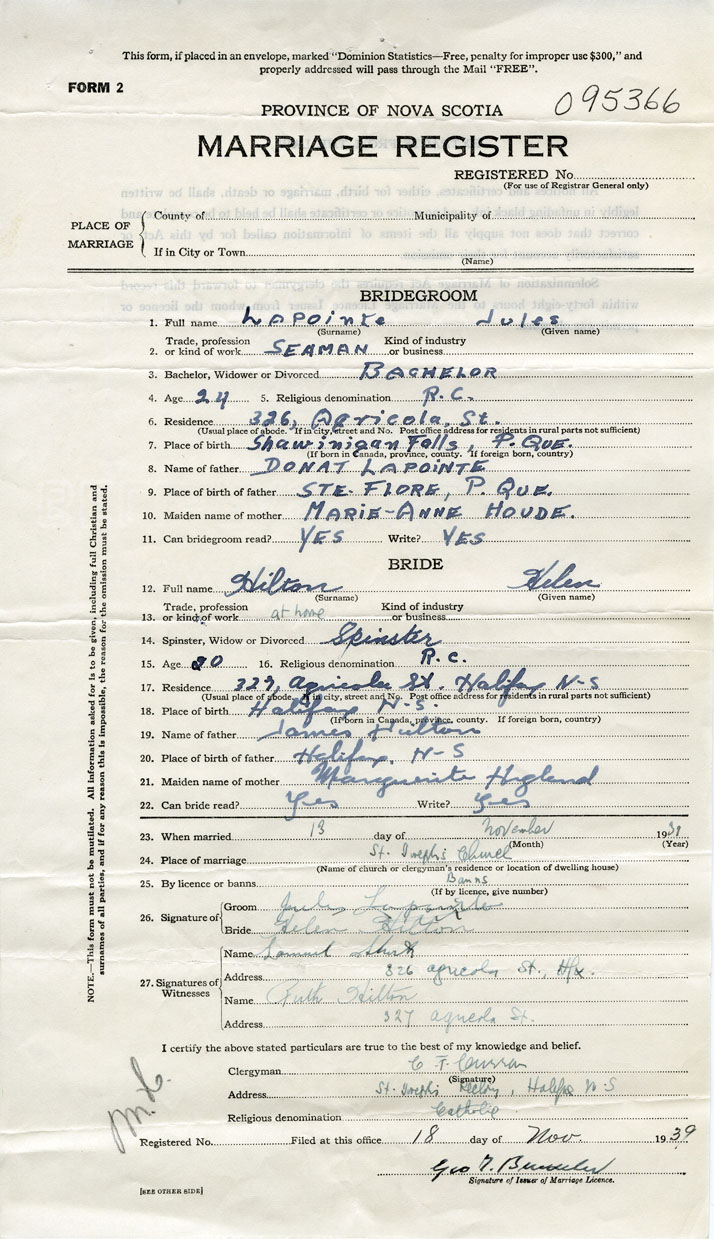 This form, if placed in an envelope, marked "Dominion Statistics—Free, penalty for improper use $300," and
properly addressed will pass through the Mail "FREE".
FORM 2
095366
PROVINCE OF NOVA SCOTIA
MARRIAGE REGISTER
REGISTERED No.
(For use of Registrar General only)
PLACE OF MARRIAGE
County of Municipality of
If in City or Town
(Name)
BRIDEGROOM
1. Full name LAPOinte Jules
(Surname) (Given name)
2. Trade, profession or kind of work SEAMAN Kind of industry or business
3. Bachelor, Widower or Divorced BACHELOR
4. Age 24 5. Religious denomination R.C.
6. Residence 326, Agricola, St.
(Usual place of abode. If in city, street and No. Post office address for residents in rural parts not sufficient)
7. Place of birth Shawinigan Falls, P. QUE.
(If born in Canada, province, county. If foreign born, country)
8. Name of father DONAT LAPOINTE
9. Place of birth of father STE-FLORE, P. QUE.
10. Maiden name of mother MARIE-ANNE HOUDE.
11. Can bridegroom read? YES Write? YES
BRIDE
12. Full name Hilton Helen
(Surname) (Given name)
13. Trade, profession or kind of work at home Kind of industry or business
14. Spinster, Widow or Divorced Spinster
15. Age 20 16. Religious denomination R.C.
17. Residence 327, Agricola St. Halifax N-S
(Usual place of abode. If in city, street and No. Post office address for residents in rural parts not sufficient)
18. Place of birth Halifax N-S.
(If born in Canada, province, county. If foreign born, country)
19. Name of father James Hilton
20. Place of birth of father Halifax, N-S
21. Maiden name of mother Marguerite
22. Can bride read? Yes Write? Yes
23. When married 18 day of November 1939
(Month) (Year)
24. Place of marriage St. Joseph's Church
(Name of church or clergyman's residence or location of dwelling house)
25. By licence or banns Banns
(If by licence, give number)
26. Signature of
Groom Jules Lapointe
Bride Helen Hilton
27. Signatures of Witnesses
Name Samuel
Address 326 agricola St., Hfx.
Name Ruth Hilton
Address 327 agricola St.
I certify the above stated particulars are true to the best of my knowledge and belief.
Clergyman C F Curran
(Signature)
Address St. Joseph's Rectory, Halifax N S
Religious denomination Catholic
Registered No. Filed at this office 18 day of Nov. 1939
Geo T.
Signature of Issuer of Marriage Licence.
[SEE OTHER SIDE]
NOTE.—This form must not be mutilated. All information asked for is to be given, including full Christian and
surnames of all parties, and if for any reason this is impossible, the reason for the omission must be stated.